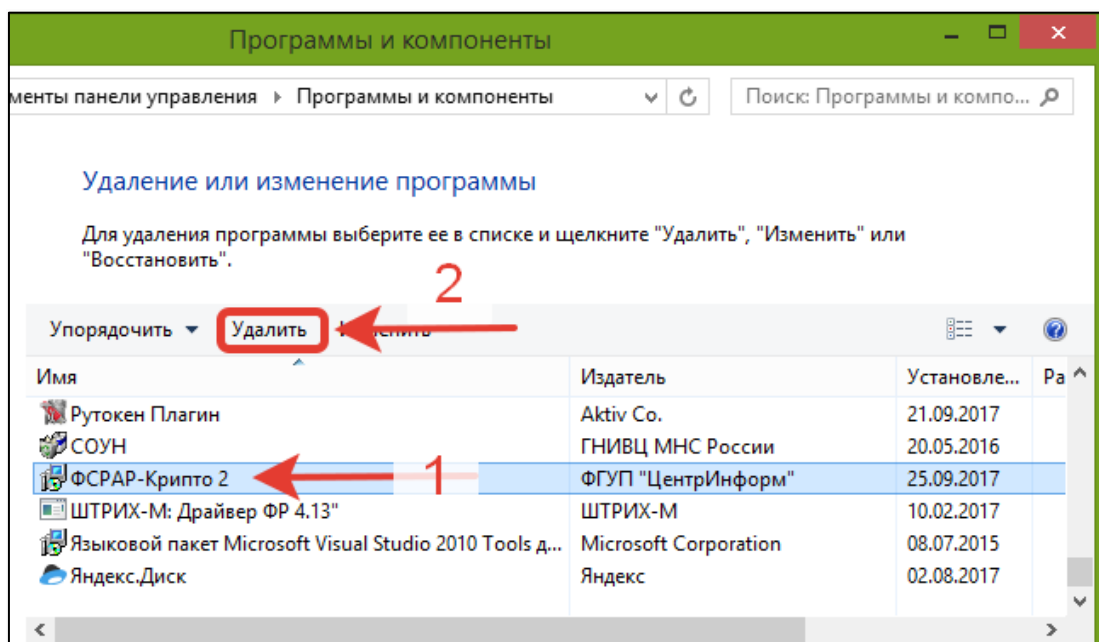 Программы и компоненты
менты панели управления Программы и компоненты Поиск: Программы и компо...
Удаление или изменение программы
Для удаления программы выберите ее в списке и щелкните "Удалить", "Изменить" или
"Восстановить".
2
Упорядочить Удалить
Имя Издатель Установле... Ра
Рутокен Плагин Aktiv Co. 21.09.2017
СОУН ГНИВЦ МНС России 20.05.2016
ФСРАР-Крипто 2 1 ФГУП "ЦентрИнформ" 25.09.2017
ШТРИХ-М: Драйвер ФР 4.13" ШТРИХ-М 10.02.2017
Языковой пакет Microsoft Visual Studio 2010 Tools д... Microsoft Corporation 08.07.2015
Яндекс.Диск Яндекс 02.08.2017